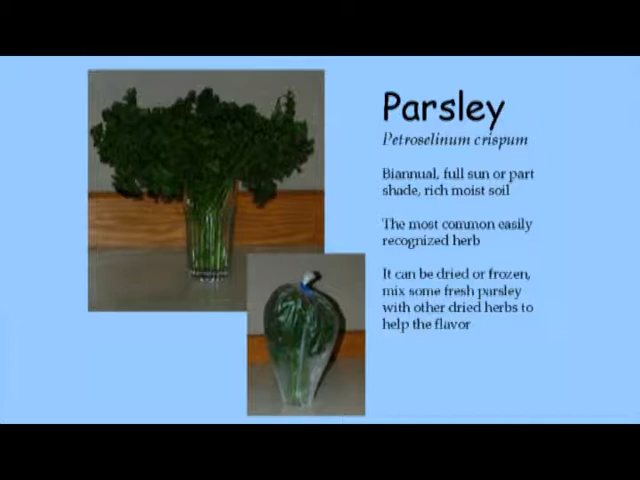 Parsley
Petroselinum crispum
Biannual, full sun or part
shade, rich moist soil
The most common easily
recognized herb
It can be dried or frozen,
mix some fresh parsley
with other dried herbs to
help the flavor